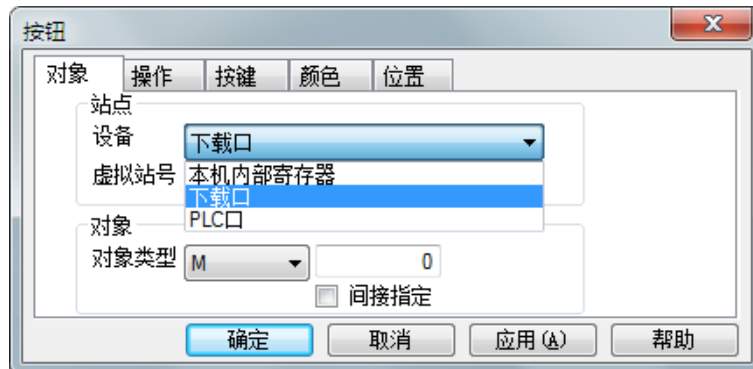 按钮
对象 操作 按键 颜色 位置
站点
设备 下载口
虚拟站号 本机内部寄存器
下载口
PLC口
对象
对象类型 M 0
间接指定
确定 取消 应用(A) 帮助